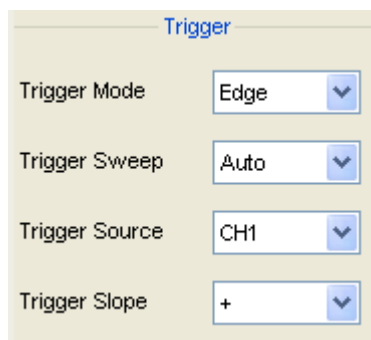 Trigger
Trigger Mode Edge
Trigger Sweep Auto
Trigger Source CH1
Trigger Slope +